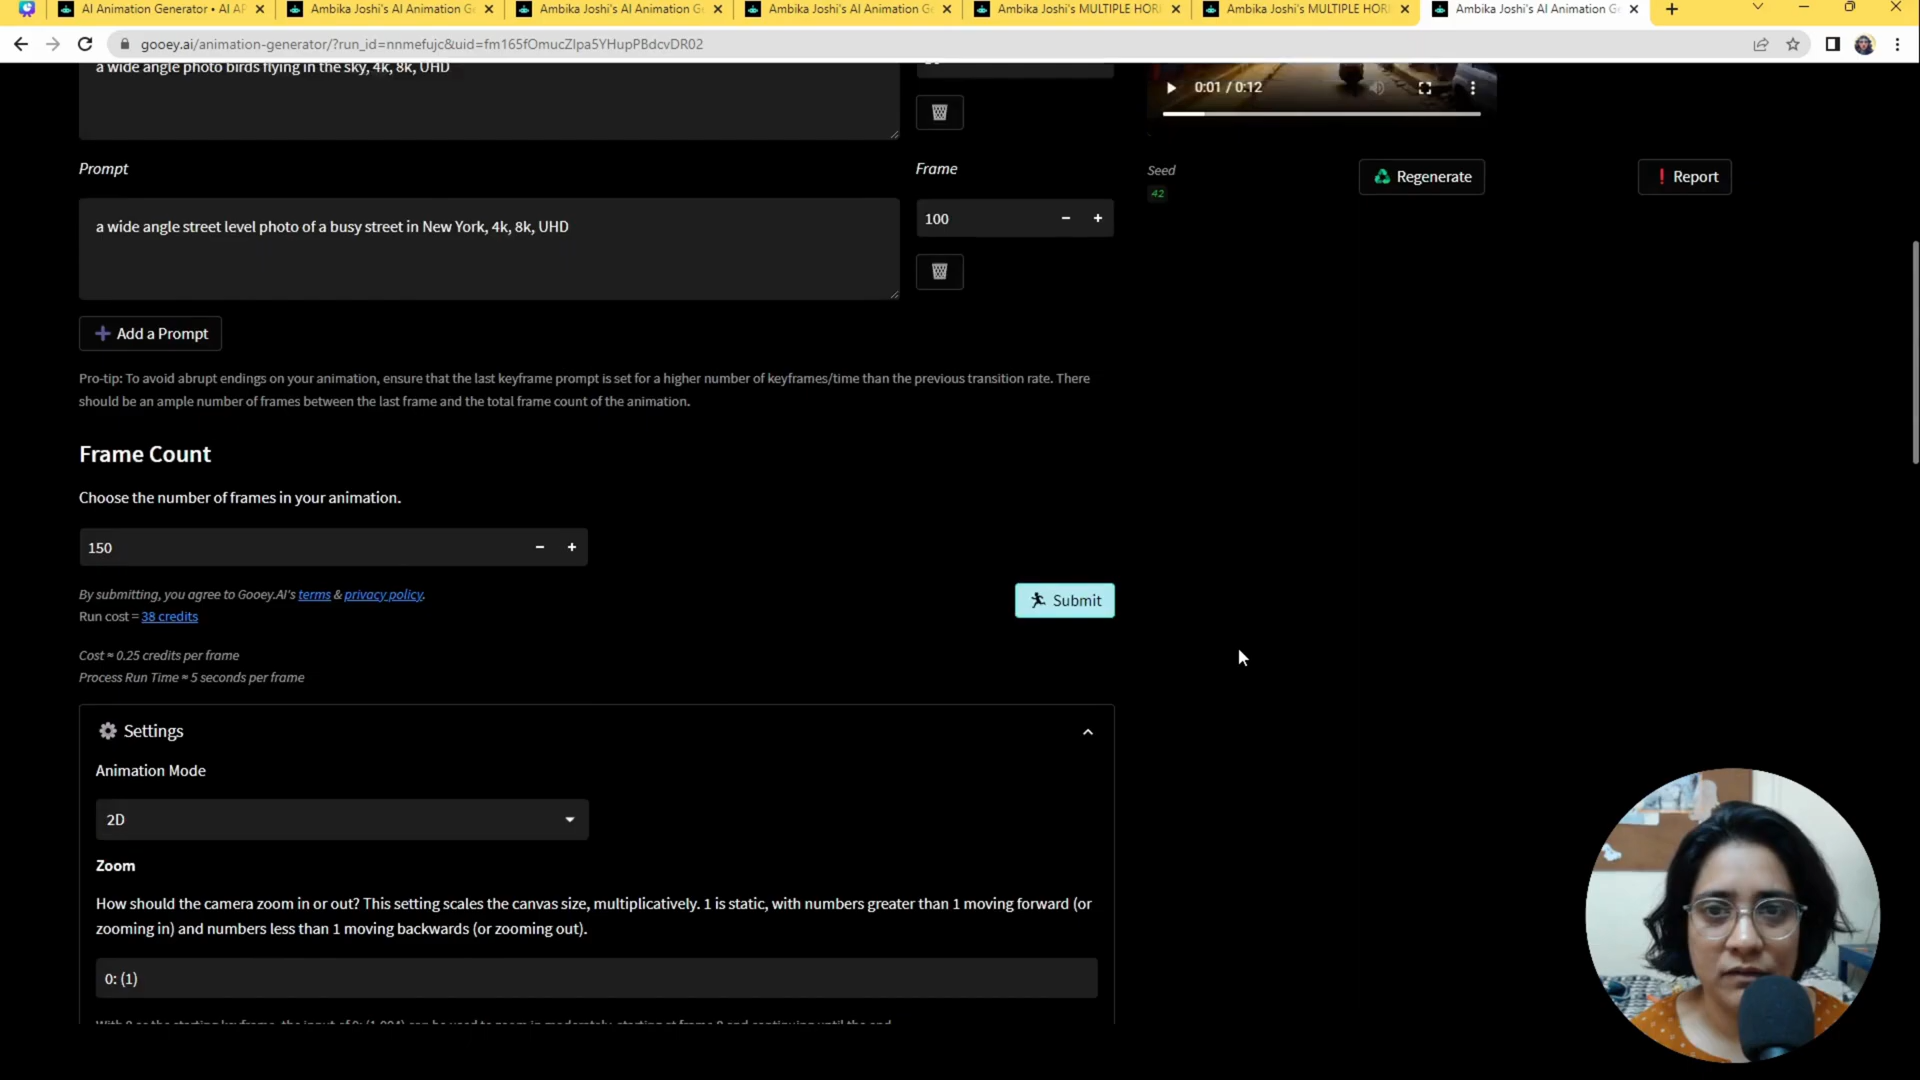 AI Animation Generator • AI AP
Ambika Joshi's AI Animation Ge
Ambika Joshi's AI Animation Ge
Ambika Joshi's AI Animation Ge
Ambika Joshi's MULTIPLE HORI
Ambika Joshi's MULTIPLE HORI
Ambika Joshi's AI Animation Ge
gooey.ai/animation-generator/?run_id=nnmefujc&uid=fm165fOmucZIpa5YHupPBdcvDR02
a wide angle photo birds flying in the sky, 4k, 8k, UHD
0:01 / 0:12
Prompt
Frame
Seed
42
Regenerate
Report
a wide angle street level photo of a busy street in New York, 4k, 8k, UHD
100
Add a Prompt
Pro-tip: To avoid abrupt endings on your animation, ensure that the last keyframe prompt is set for a higher number of keyframes/time than the previous transition rate. There
should be an ample number of frames between the last frame and the total frame count of the animation.
Frame Count
Choose the number of frames in your animation.
150
By submitting, you agree to Gooey.AI's terms & privacy policy.
Submit
Run cost = 38 credits
Cost ≈ 0.25 credits per frame
Process Run Time ≈ 5 seconds per frame
Settings
Animation Mode
2D
Zoom
How should the camera zoom in or out? This setting scales the canvas size, multiplicatively. 1 is static, with numbers greater than 1 moving forward (or
zooming in) and numbers less than 1 moving backwards (or zooming out).
0: (1)